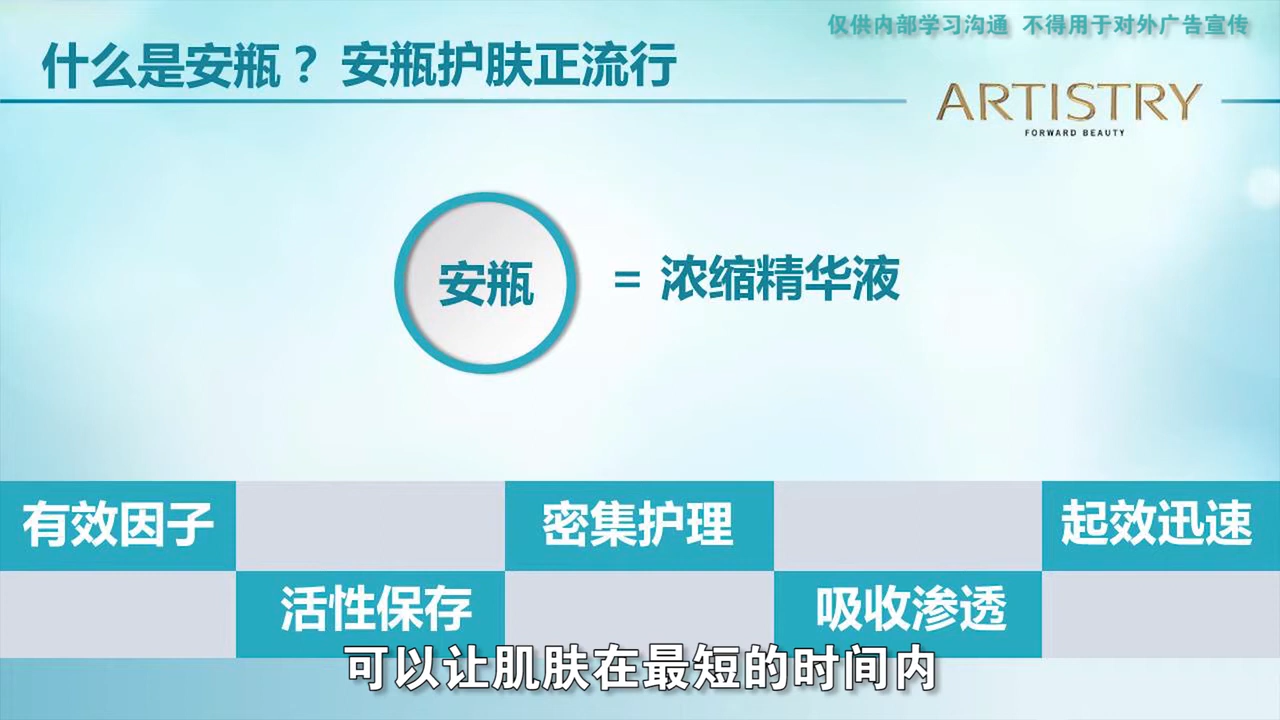 仅供内部学习沟通 不得用于对外广告宣传
什么是安瓶？ 安瓶护肤正流行
ARTISTRY
FORWARD BEAUTY
安瓶 = 浓缩精华液
有效因子 密集护理 起效迅速
活性保存 吸收渗透
可以让肌肤在最短的时间内